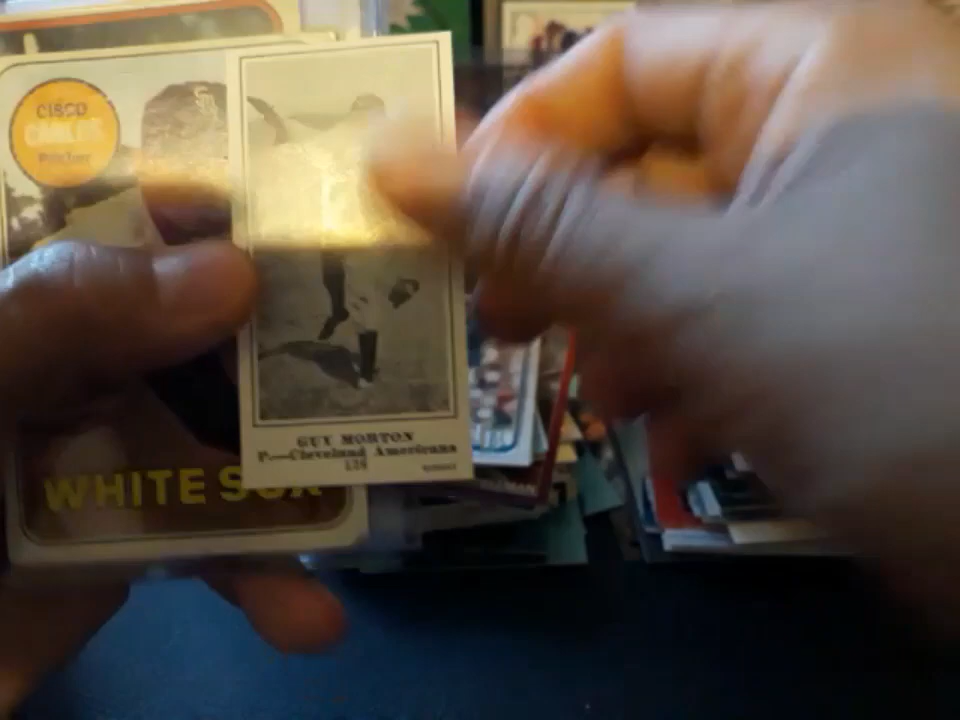 CISCO
CARLOS
WHITE SOX
GUY MORTON
P.—Cleveland Americans